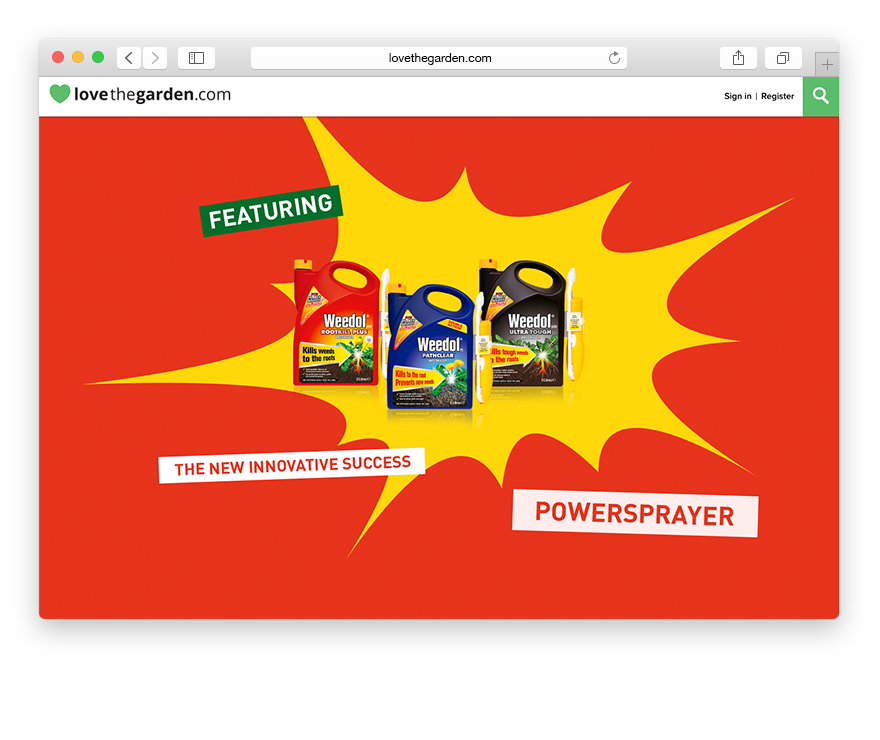 lovethegarden.com
lovethegarden.com
Sign in | Register
FEATURING
Weedol
ROOTKILL PLUS
Kills weeds
to the roots
Weedol
PATHCLEAR
Kills to the root
Prevents new weeds
Weedol
ULTRA TOUGH
Kills tough weeds
to the roots
THE NEW INNOVATIVE SUCCESS
POWERSPRAYER